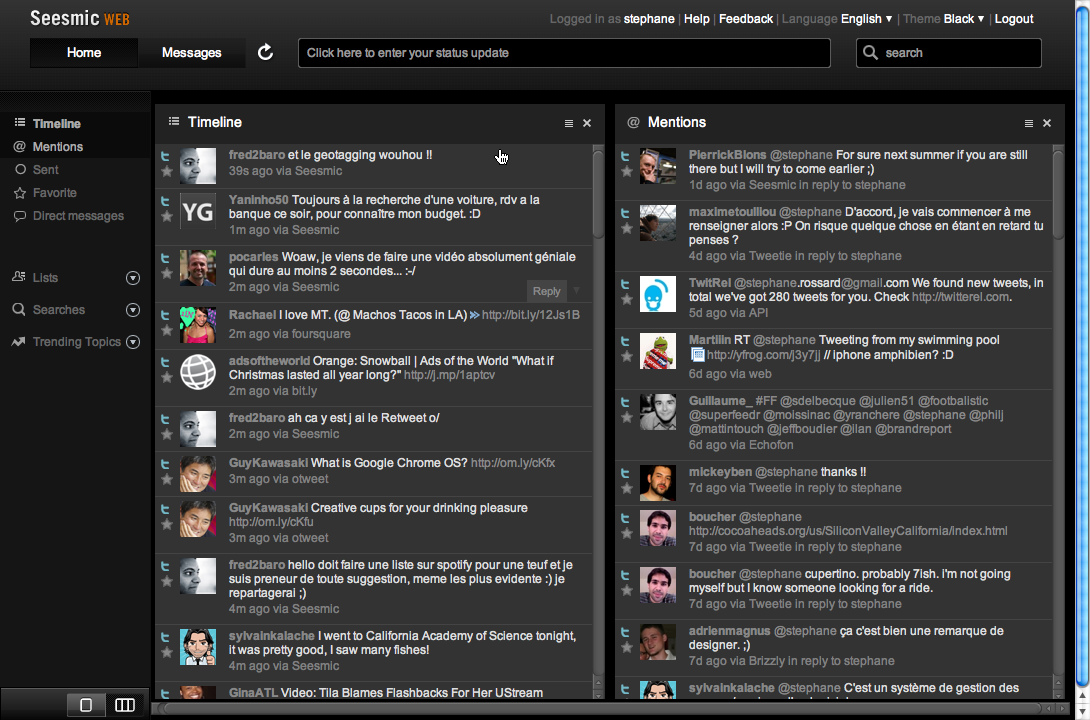 Seesmic WEB
Logged in as stephane | Help | Feedback | Language English ▼ | Theme Black ▼ | Logout
Home
Messages
Click here to enter your status update
search
Timeline
Mentions
Sent
Favorite
Direct messages
Lists
Searches
Trending Topics
Timeline
fred2baro et le geotagging wouhou !!
39s ago via Seesmic
YG
Yaninho50 Toujours à la recherche d'une voiture, rdv a la
banque ce soir, pour connaître mon budget. :D
1m ago via Seesmic
pocarles Woaw, je viens de faire une vidéo absolument géniale
qui dure au moins 2 secondes... :-/
2m ago via Seesmic
Reply
Rachael I love MT. (@ Machos Tacos in LA) http://bit.ly/12Js1B
2m ago via foursquare
adsoftheworld Orange: Snowball | Ads of the World "What if
Christmas lasted all year long?" http://j.mp/1aptcv
2m ago via bit.ly
fred2baro ah ca y est j ai le Retweet o/
2m ago via Seesmic
GuyKawasaki What is Google Chrome OS? http://om.ly/cKfx
3m ago via otweet
GuyKawasaki Creative cups for your drinking pleasure
http://om.ly/cKfu
3m ago via otweet
fred2baro hello doit faire une liste sur spotify pour une teuf et je
suis preneur de toute suggestion, meme les plus evidente :) je
repartagerai ;)
4m ago via Seesmic
sylvainkalache I went to California Academy of Science tonight,
it was pretty good, I saw many fishes!
4m ago via Seesmic
GinaATL Video: Tila Blames Flashbacks For Her UStream
@ Mentions
PierrickBlons @stephane For sure next summer if you are still
there but I will try to come earlier ;)
1d ago via Seesmic in reply to stephane
maximetoulliou @stephane D'accord, je vais commencer à me
renseigner alors :P On risque quelque chose en étant en retard tu
penses ?
4d ago via Tweetie in reply to stephane
TwitRel @stephane.rossard@gmail.com We found new tweets, in
total we've got 280 tweets for you. Check http://twitterel.com.
5d ago via API
Martilin RT @stephane Tweeting from my swimming pool
http://yfrog.com/j3y7jj // iphone amphibien? :D
6d ago via web
Guillaume_ #FF @sdelbecque @julien51 @footbalistic
@superfeedr @moissinac @yranchere @stephane @philj
@mattintouch @jeffboudier @ilan @brandreport
6d ago via Echofon
mickeyben @stephane thanks !!
7d ago via Tweetie in reply to stephane
boucher @stephane
http://cocoaheads.org/us/SiliconValleyCalifornia/index.html
7d ago via Tweetie in reply to stephane
boucher @stephane cupertino. probably 7ish. i'm not going
myself but I know someone looking for a ride.
7d ago via Tweetie in reply to stephane
adrienmagnus @stephane ça c'est bien une remarque de
designer. ;)
7d ago via Brizzly in reply to stephane
sylvainkalache @stephane C'est un système de gestion des